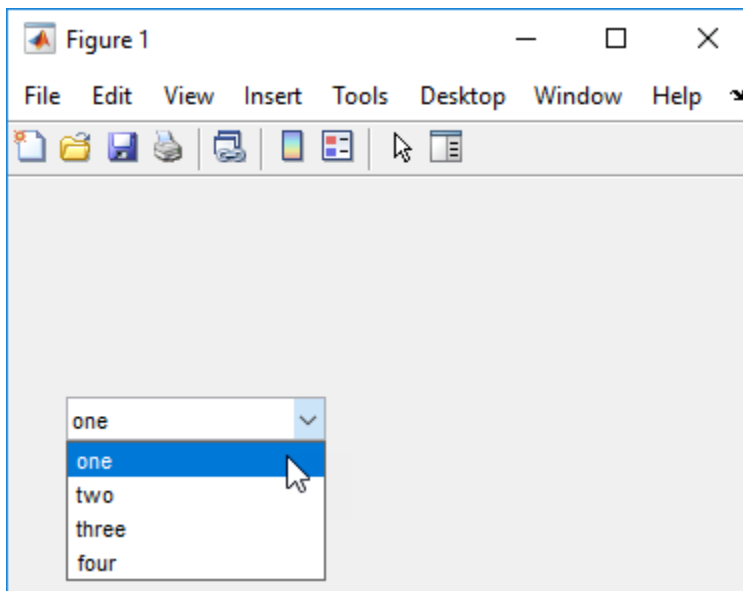 Figure 1
File Edit View Insert Tools Desktop Window Help
one
one
two
three
four